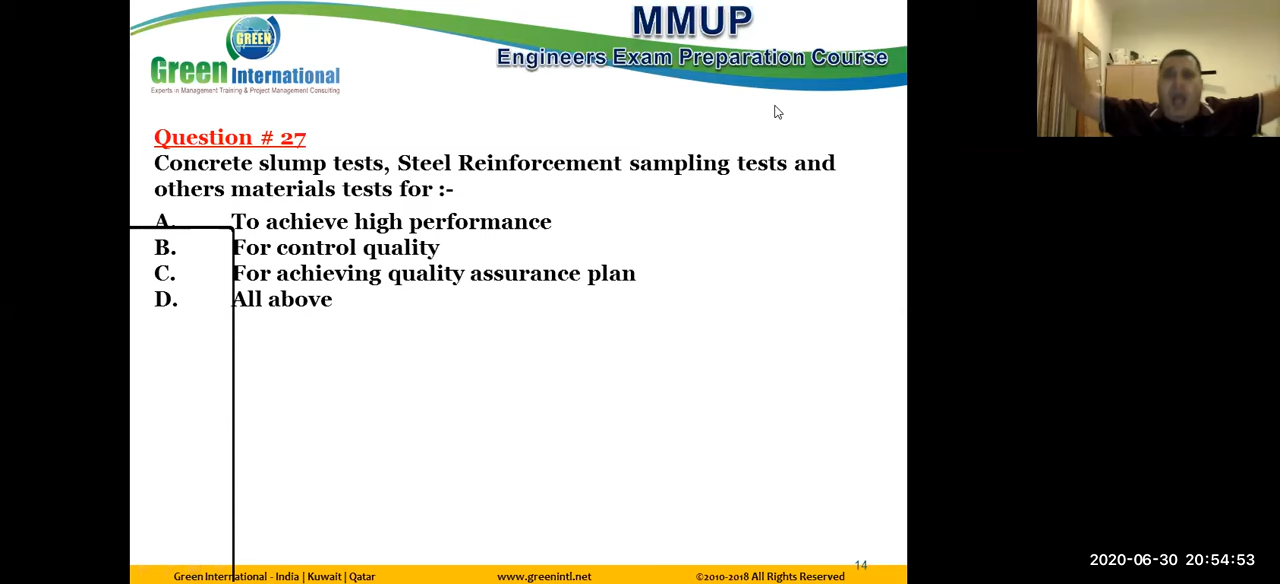 GREEN
Green International
Experts in Management Training & Project Management Consulting
MMUP
Engineers Exam Preparation Course
Question # 27
Concrete slump tests, Steel Reinforcement sampling tests and
others materials tests for :-
A. To achieve high performance
B. For control quality
C. For achieving quality assurance plan
D. All above
14
Green International - India | Kuwait | Qatar www.greenintl.net ©2010-2018 All Rights Reserved
2020-06-30 20:54:53